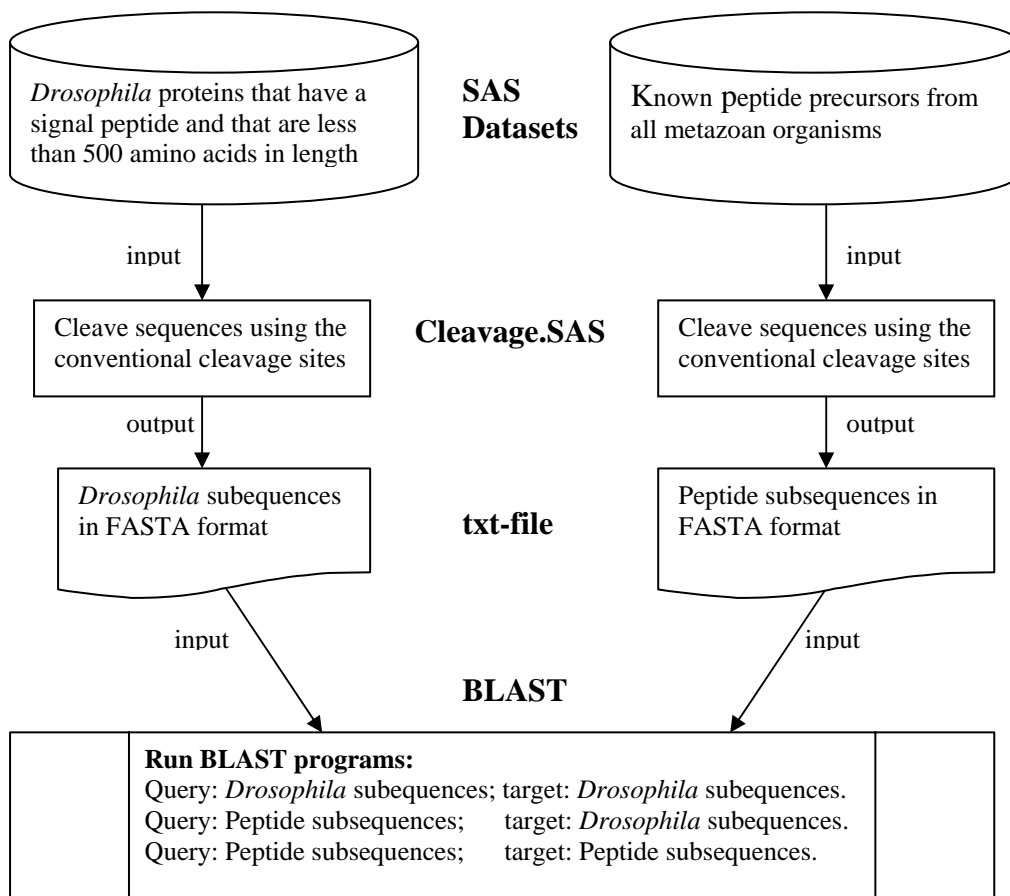 Drosophila proteins that have a
signal peptide and that are less
than 500 amino acids in length
SAS
Datasets
Known peptide precursors from
all metazoan organisms
input
input
Cleave sequences using the
conventional cleavage sites
Cleavage.SAS
Cleave sequences using the
conventional cleavage sites
output
output
Drosophila subequences
in FASTA format
txt-file
Peptide subsequences in
FASTA format
input
input
BLAST
Run BLAST programs:
Query: Drosophila subequences; target: Drosophila subequences.
Query: Peptide subsequences; target: Drosophila subequences.
Query: Peptide subsequences; target: Peptide subsequences.